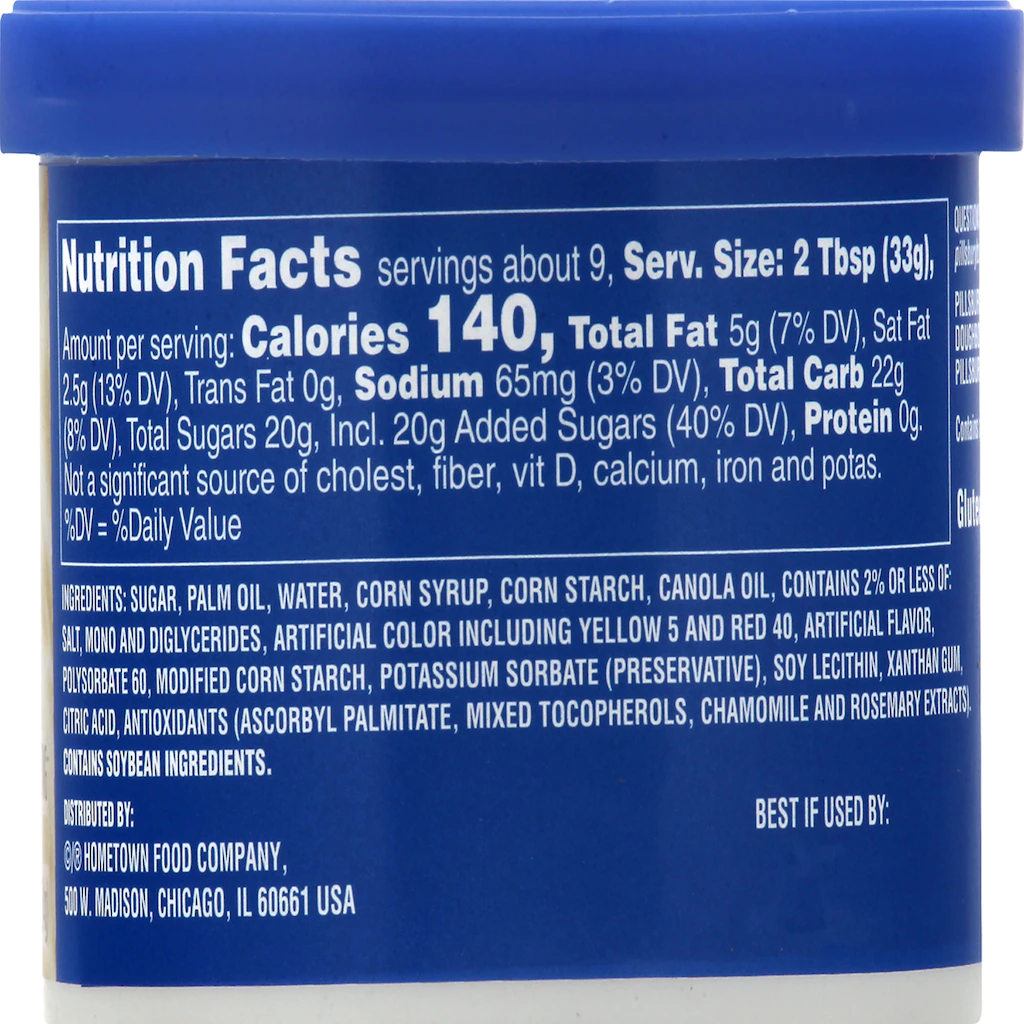 Nutrition Facts servings about 9, Serv. Size: 2 Tbsp (33g),
Amount per serving: Calories 140, Total Fat 5g (7% DV), Sat Fat
2.5g (13% DV), Trans Fat 0g, Sodium 65mg (3% DV), Total Carb 22g
(8% DV), Total Sugars 20g, Incl. 20g Added Sugars (40% DV), Protein 0g.
Not a significant source of cholest, fiber, vit D, calcium, iron and potas.
%DV = %Daily Value
INGREDIENTS: SUGAR, PALM OIL, WATER, CORN SYRUP, CORN STARCH, CANOLA OIL, CONTAINS 2% OR LESS OF:
SALT, MONO AND DIGLYCERIDES, ARTIFICIAL COLOR INCLUDING YELLOW 5 AND RED 40, ARTIFICIAL FLAVOR,
POLYSORBATE 60, MODIFIED CORN STARCH, POTASSIUM SORBATE (PRESERVATIVE), SOY LECITHIN, XANTHAN GUM,
CITRIC ACID, ANTIOXIDANTS (ASCORBYL PALMITATE, MIXED TOCOPHEROLS, CHAMOMILE AND ROSEMARY EXTRACTS).
CONTAINS SOYBEAN INGREDIENTS.
DISTRIBUTED BY:
©/® HOMETOWN FOOD COMPANY,
500 W. MADISON, CHICAGO, IL 60661 USA
BEST IF USED BY: